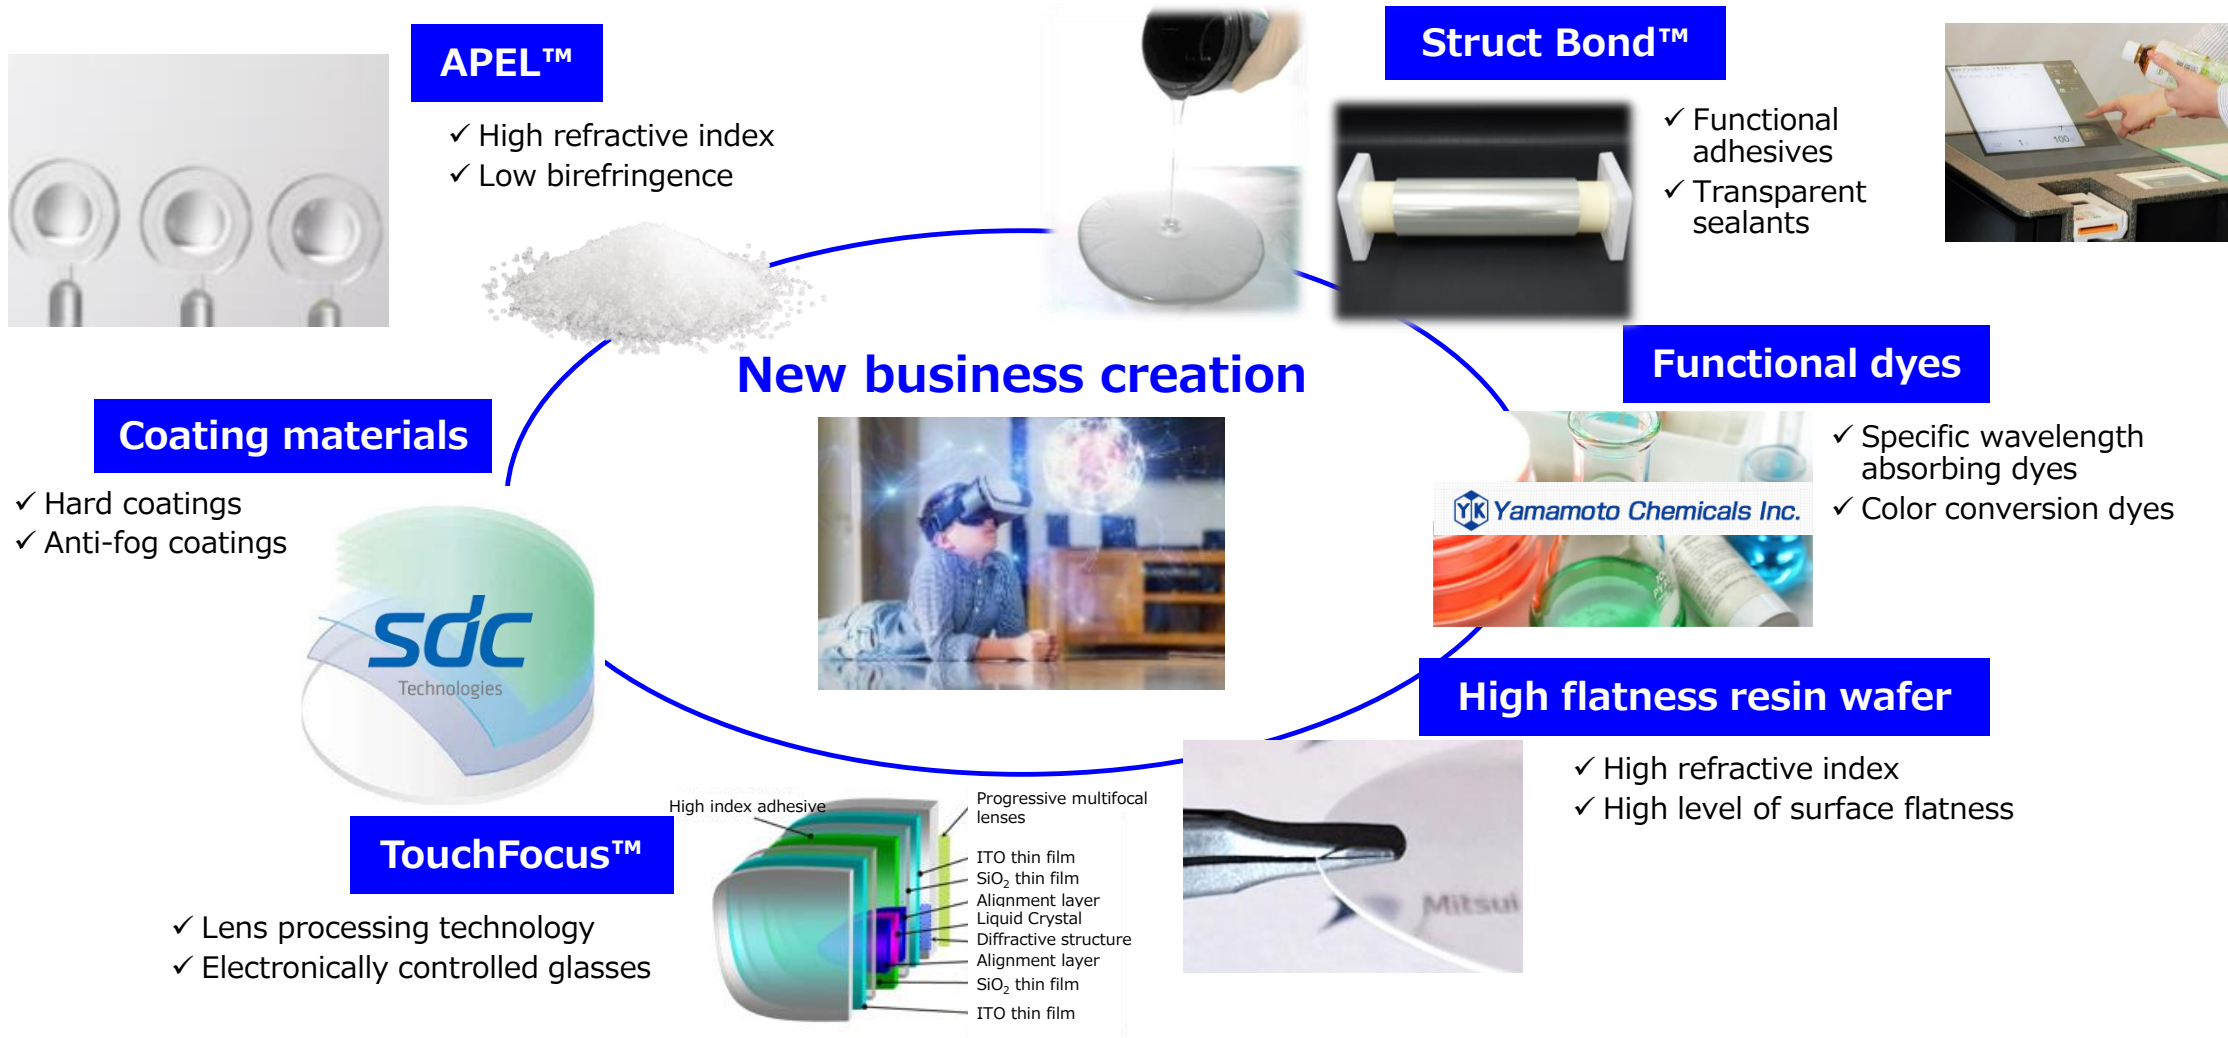 APEL™
✓ High refractive index
✓ Low birefringence
Struct Bond™
✓ Functional
adhesives
✓ Transparent
sealants
New business creation
Functional dyes
✓ Specific wavelength
absorbing dyes
✓ Color conversion dyes
YK Yamamoto Chemicals Inc.
Coating materials
✓ Hard coatings
✓ Anti-fog coatings
sdc
Technologies
High flatness resin wafer
✓ High refractive index
✓ High level of surface flatness
Mitsui
TouchFocus™
✓ Lens processing technology
✓ Electronically controlled glasses
High index adhesive
Progressive multifocal
lenses
ITO thin film
SiO₂ thin film
Alignment layer
Liquid Crystal
Diffractive structure
Alignment layer
SiO₂ thin film
ITO thin film